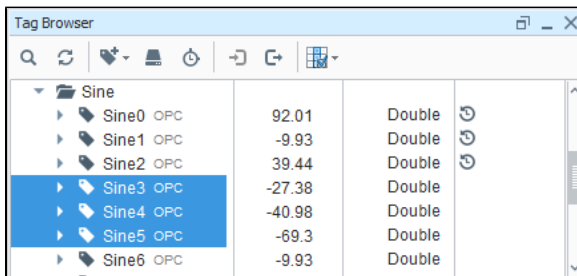 Tag Browser
Sine
Sine0 OPC 92.01 Double
Sine1 OPC -9.93 Double
Sine2 OPC 39.44 Double
Sine3 OPC -27.38 Double
Sine4 OPC -40.98 Double
Sine5 OPC -69.3 Double
Sine6 OPC -9.93 Double